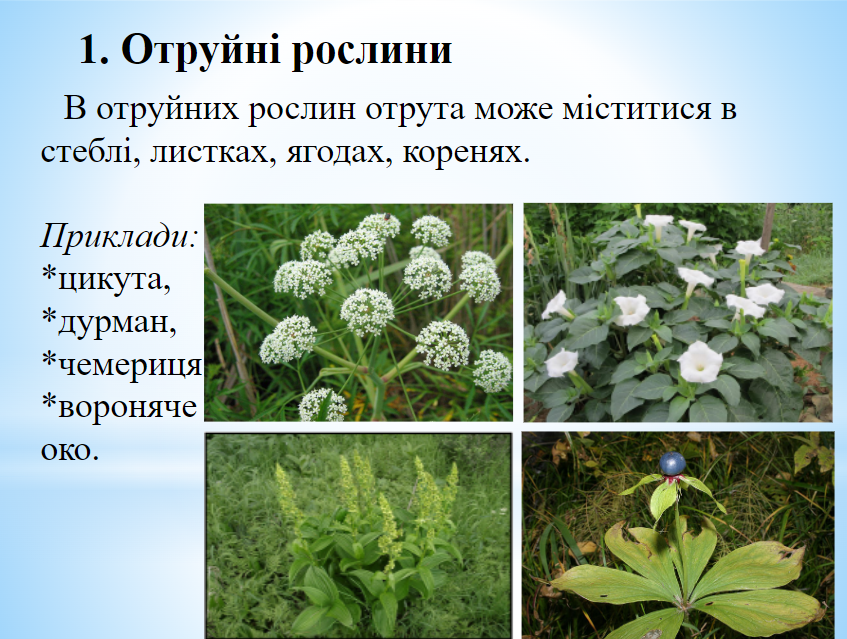 1. Отруйні рослини
В отруйних рослин отрута може міститися в
стеблі, листках, ягодах, коренях.
Приклади:
*цикута,
*дурман,
*чемериця
*вороняче
око.